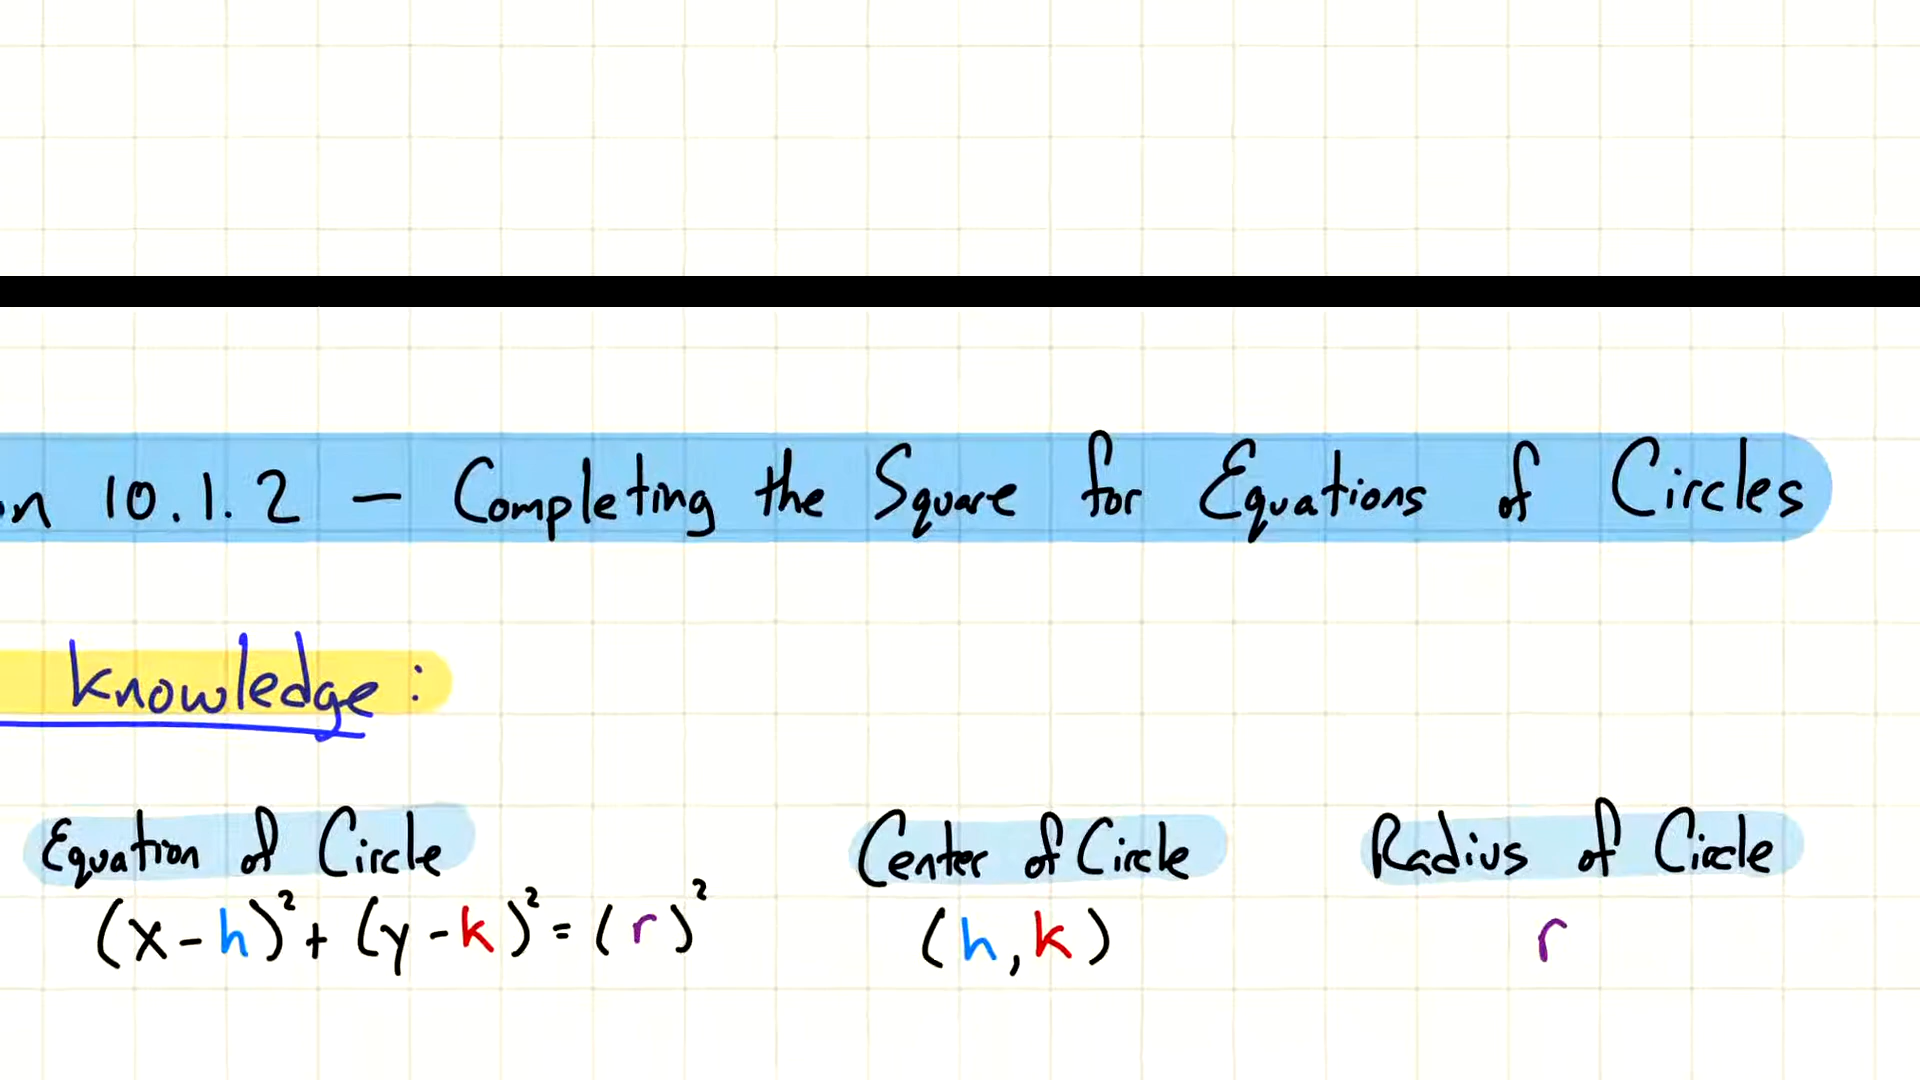 n 10.1.2 – Completing the Square for Equations of Circles
Knowledge:
Equation of Circle Center of Circle Radius of Circle
(x-h)²+(y-k)²=(r)² (h,k) r